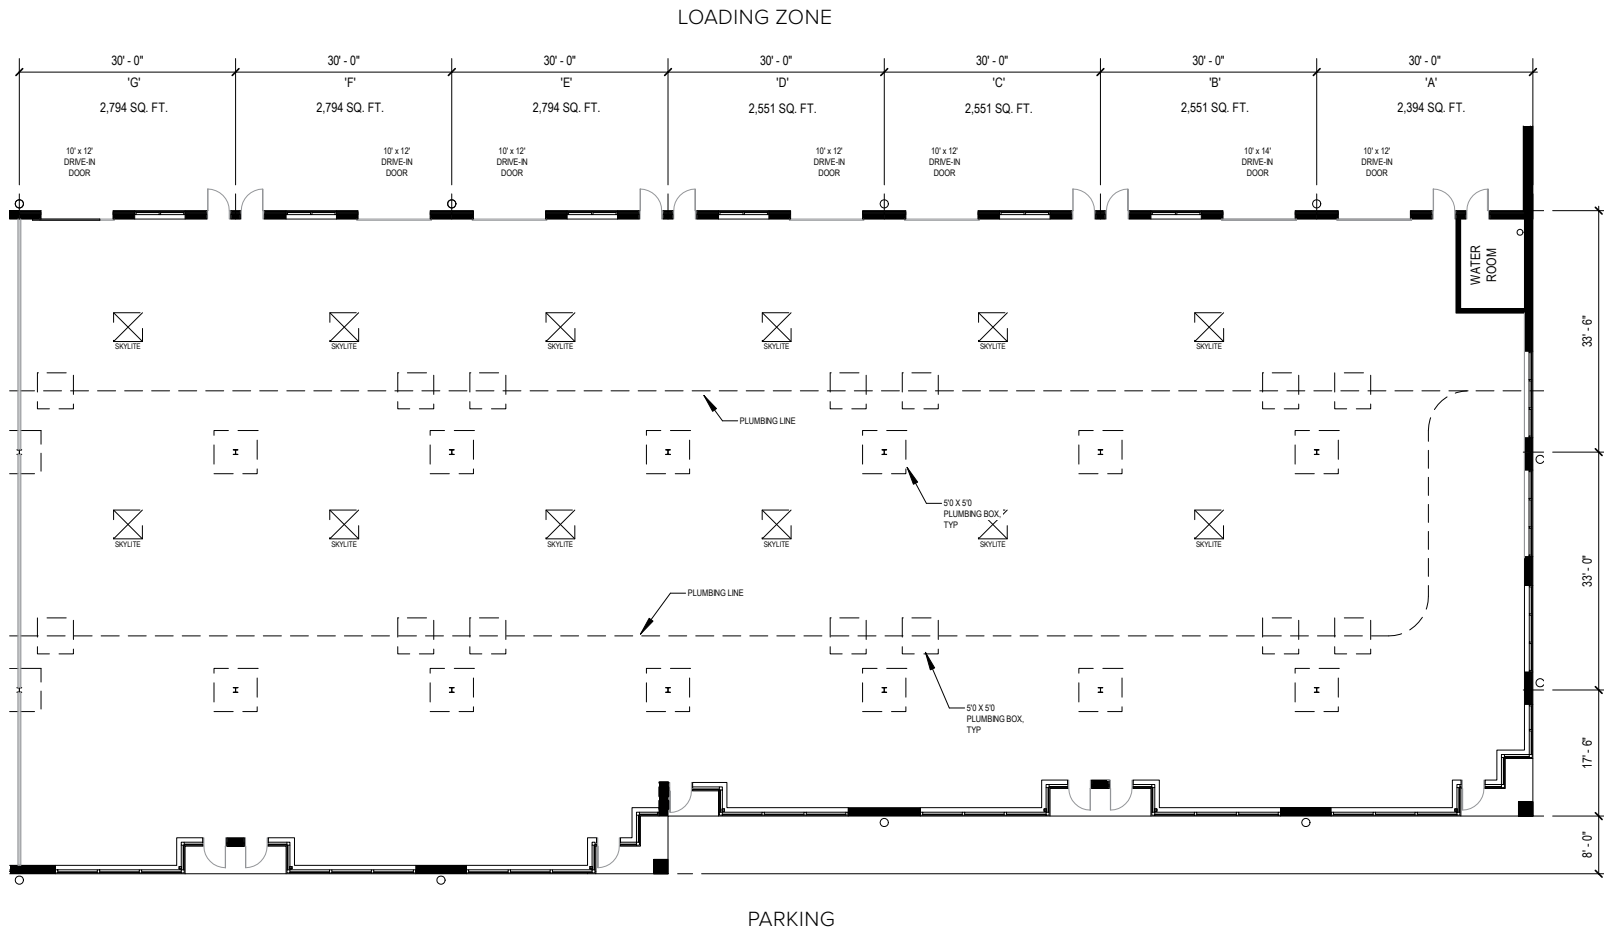 LOADING ZONE
30' - 0"
30' - 0"
30' - 0"
30' - 0"
30' - 0"
30' - 0"
30' - 0"
'G'
'F'
'E'
'D'
'C'
'B'
'A'
2,794 SQ. FT.
2,794 SQ. FT.
2,794 SQ. FT.
2,551 SQ. FT.
2,551 SQ. FT.
2,551 SQ. FT.
2,394 SQ. FT.
10' x 12'
DRIVE-IN
DOOR
10' x 12'
DRIVE-IN
DOOR
10' x 12'
DRIVE-IN
DOOR
10' x 12'
DRIVE-IN
DOOR
10' x 12'
DRIVE-IN
DOOR
10' x 14'
DRIVE-IN
DOOR
10' x 12'
DRIVE-IN
DOOR
WATER
ROOM
33' - 6"
SKYLITE
SKYLITE
SKYLITE
SKYLITE
SKYLITE
SKYLITE
PLUMBING LINE
5'0 X 5'0
PLUMBING BOX,
TYP
SKYLITE
SKYLITE
SKYLITE
SKYLITE
SKYLITE
SKYLITE
33' - 0"
PLUMBING LINE
5'0 X 5'0
PLUMBING BOX,
TYP
17' - 6"
8' - 0"
PARKING